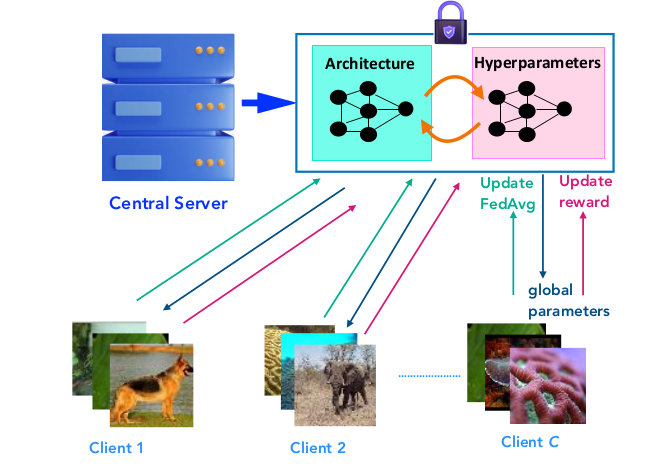 Architecture
Hyperparameters
Central Server
Update
FedAvg
Update
reward
global
parameters
Client 1
Client 2
Client C